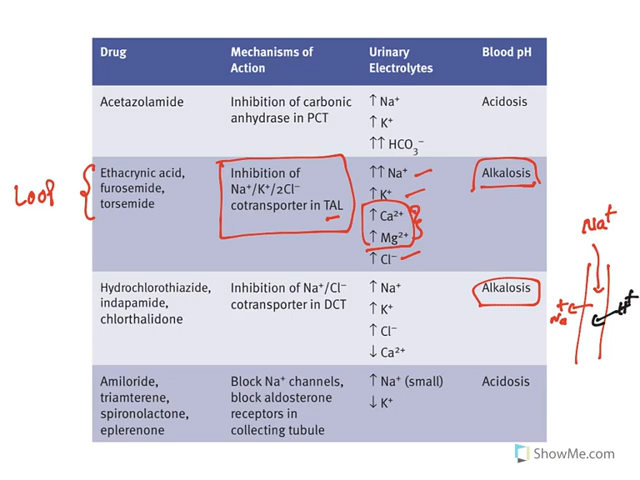 Drug
Mechanisms of
Action
Urinary
Electrolytes
Blood pH
Acetazolamide
Inhibition of carbonic
anhydrase in PCT
↑ Na⁺
↑ K⁺
↑↑ HCO₃⁻
Acidosis
LOOP
Ethacrynic acid,
furosemide,
torsemide
Inhibition of
Na⁺/K⁺/2Cl⁻
cotransporter in TAL
↑↑ Na⁺
↑ K⁺
↑ Ca²⁺
↑ Mg²⁺
↑ Cl⁻
Alkalosis
Hydrochlorothiazide,
indapamide,
chlorthalidone
Inhibition of Na⁺/Cl⁻
cotransporter in DCT
↑ Na⁺
↑ K⁺
↑ Cl⁻
↓ Ca²⁺
Alkalosis
Na⁺
Na⁺
H⁺
Amiloride,
triamterene,
spironolactone,
eplerenone
Block Na⁺ channels,
block aldosterone
receptors in
collecting tubule
↑ Na⁺ (small)
↓ K⁺
Acidosis
ShowMe.com